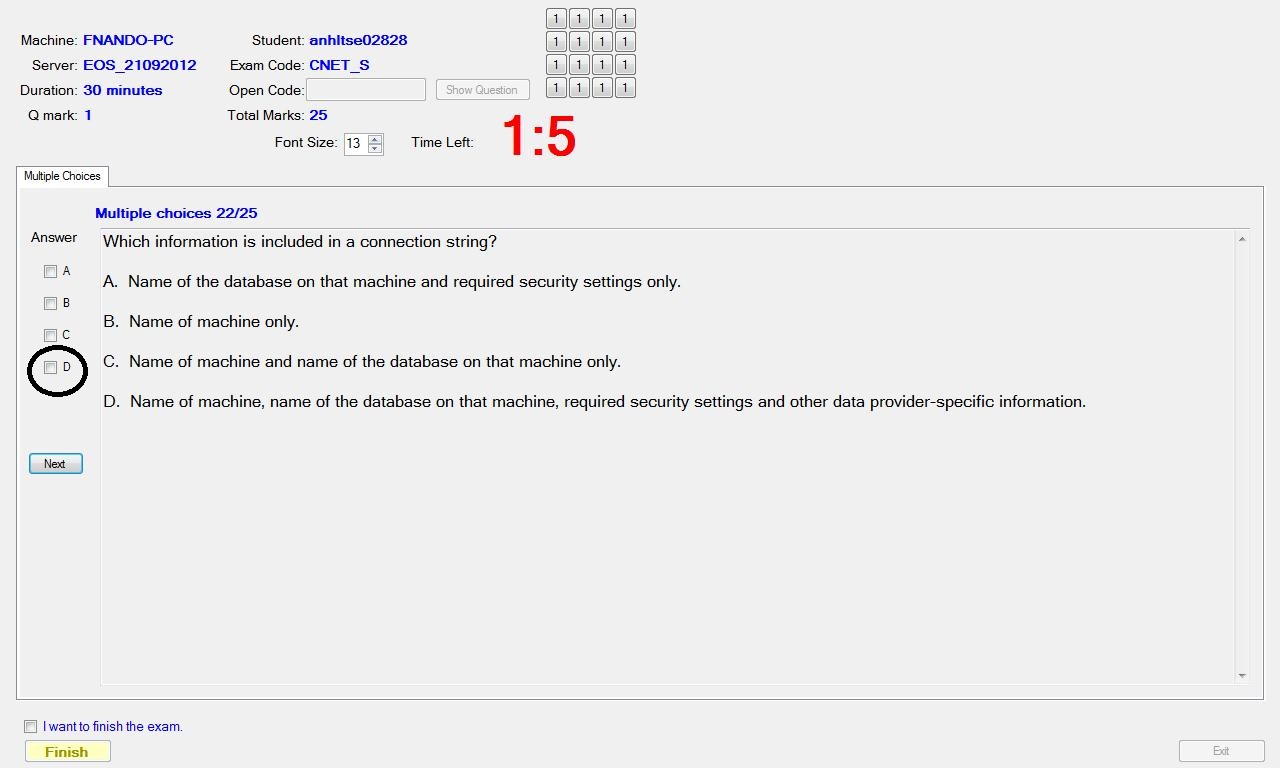 Machine: FNANDO-PC Student: anhltse02828
Server: EOS_21092012 Exam Code: CNET_S
Duration: 30 minutes Open Code: Show Question
Q mark: 1 Total Marks: 25
Font Size: 13 Time Left: 1:5
1 1 1 1
1 1 1 1
1 1 1 1
1 1 1 1
Multiple Choices
Multiple choices 22/25
Answer
A
B
C
D
Next
Which information is included in a connection string?
A. Name of the database on that machine and required security settings only.
B. Name of machine only.
C. Name of machine and name of the database on that machine only.
D. Name of machine, name of the database on that machine, required security settings and other data provider-specific information.
I want to finish the exam.
Finish Exit